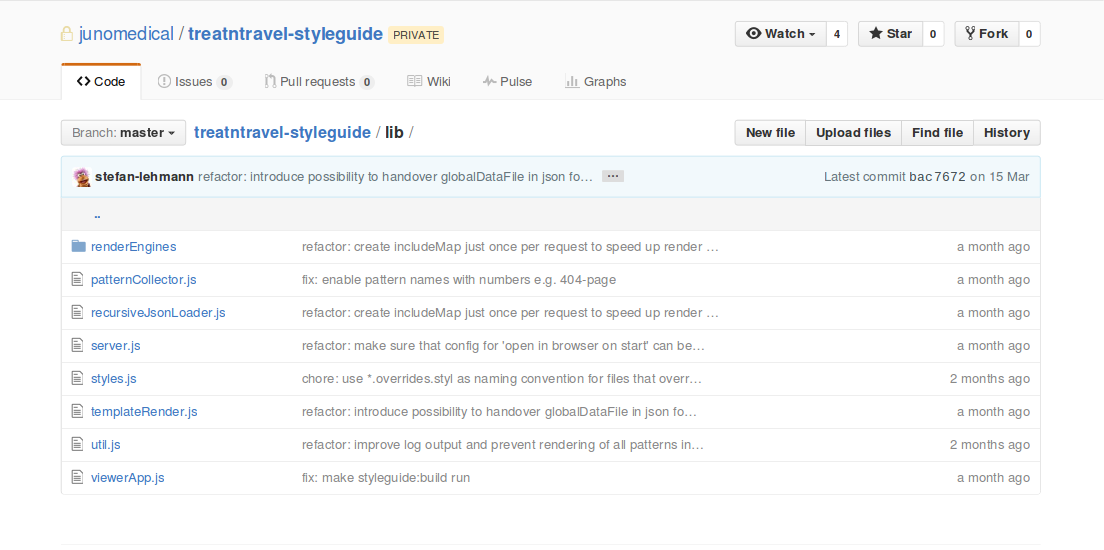 junomedical / treatntravel-styleguide PRIVATE Watch 4 Star 0 Fork 0
Code Issues 0 Pull requests 0 Wiki Pulse Graphs
Branch: master treatntravel-styleguide / lib / New file Upload files Find file History
stefan-lehmann refactor: introduce possibility to handover globalDataFile in json fo… ... Latest commit bac7672 on 15 Mar
..
renderEngines refactor: create includeMap just once per request to speed up render … a month ago
patternCollector.js fix: enable pattern names with numbers e.g. 404-page a month ago
recursiveJsonLoader.js refactor: create includeMap just once per request to speed up render … a month ago
server.js refactor: make sure that config for 'open in browser on start' can be… a month ago
styles.js chore: use *.overrides.styl as naming convention for files that overr… 2 months ago
templateRender.js refactor: introduce possibility to handover globalDataFile in json fo… a month ago
util.js refactor: improve log output and prevent rendering of all patterns in… 2 months ago
viewerApp.js fix: make styleguide:build run a month ago